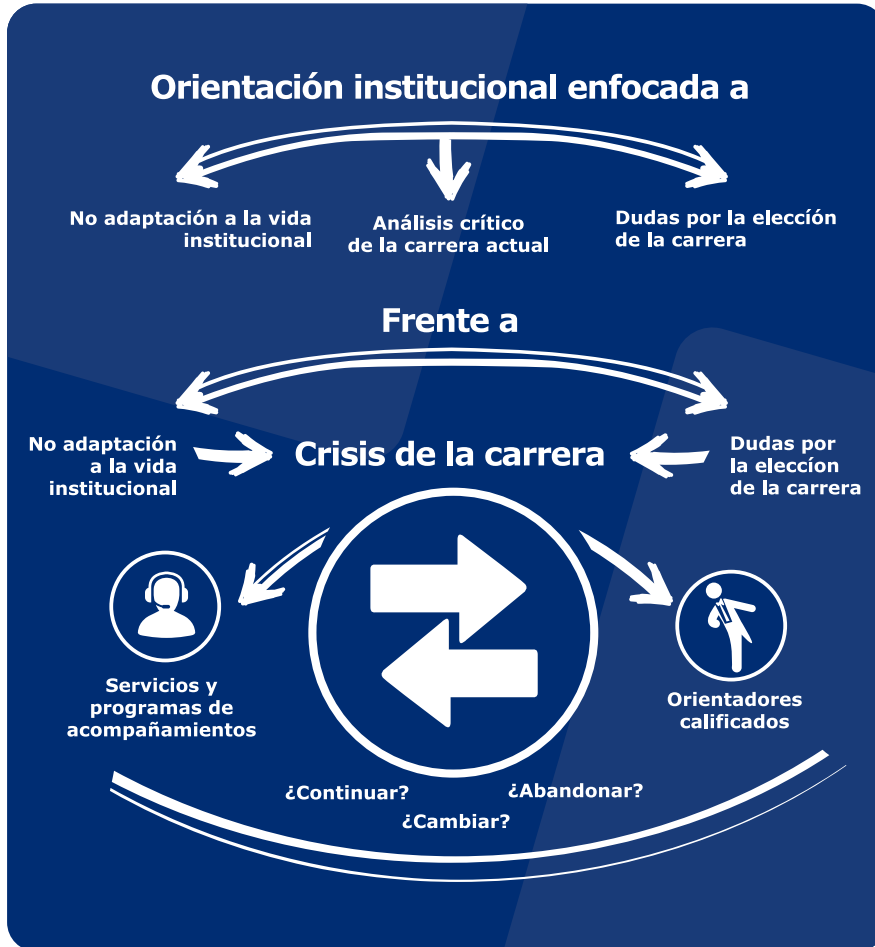 Orientación institucional enfocada a
No adaptación a la vida
institucional
Análisis crítico
de la carrera actual
Dudas por la eleccíón
de la carrera
Frente a
No adaptación
a la vida
institucional
Crisis de la carrera
Dudas por
la eleccíon
de la carrera
Servicios y
programas de
acompañamientos
Orientadores
calificados
¿Continuar?
¿Cambiar?
¿Abandonar?